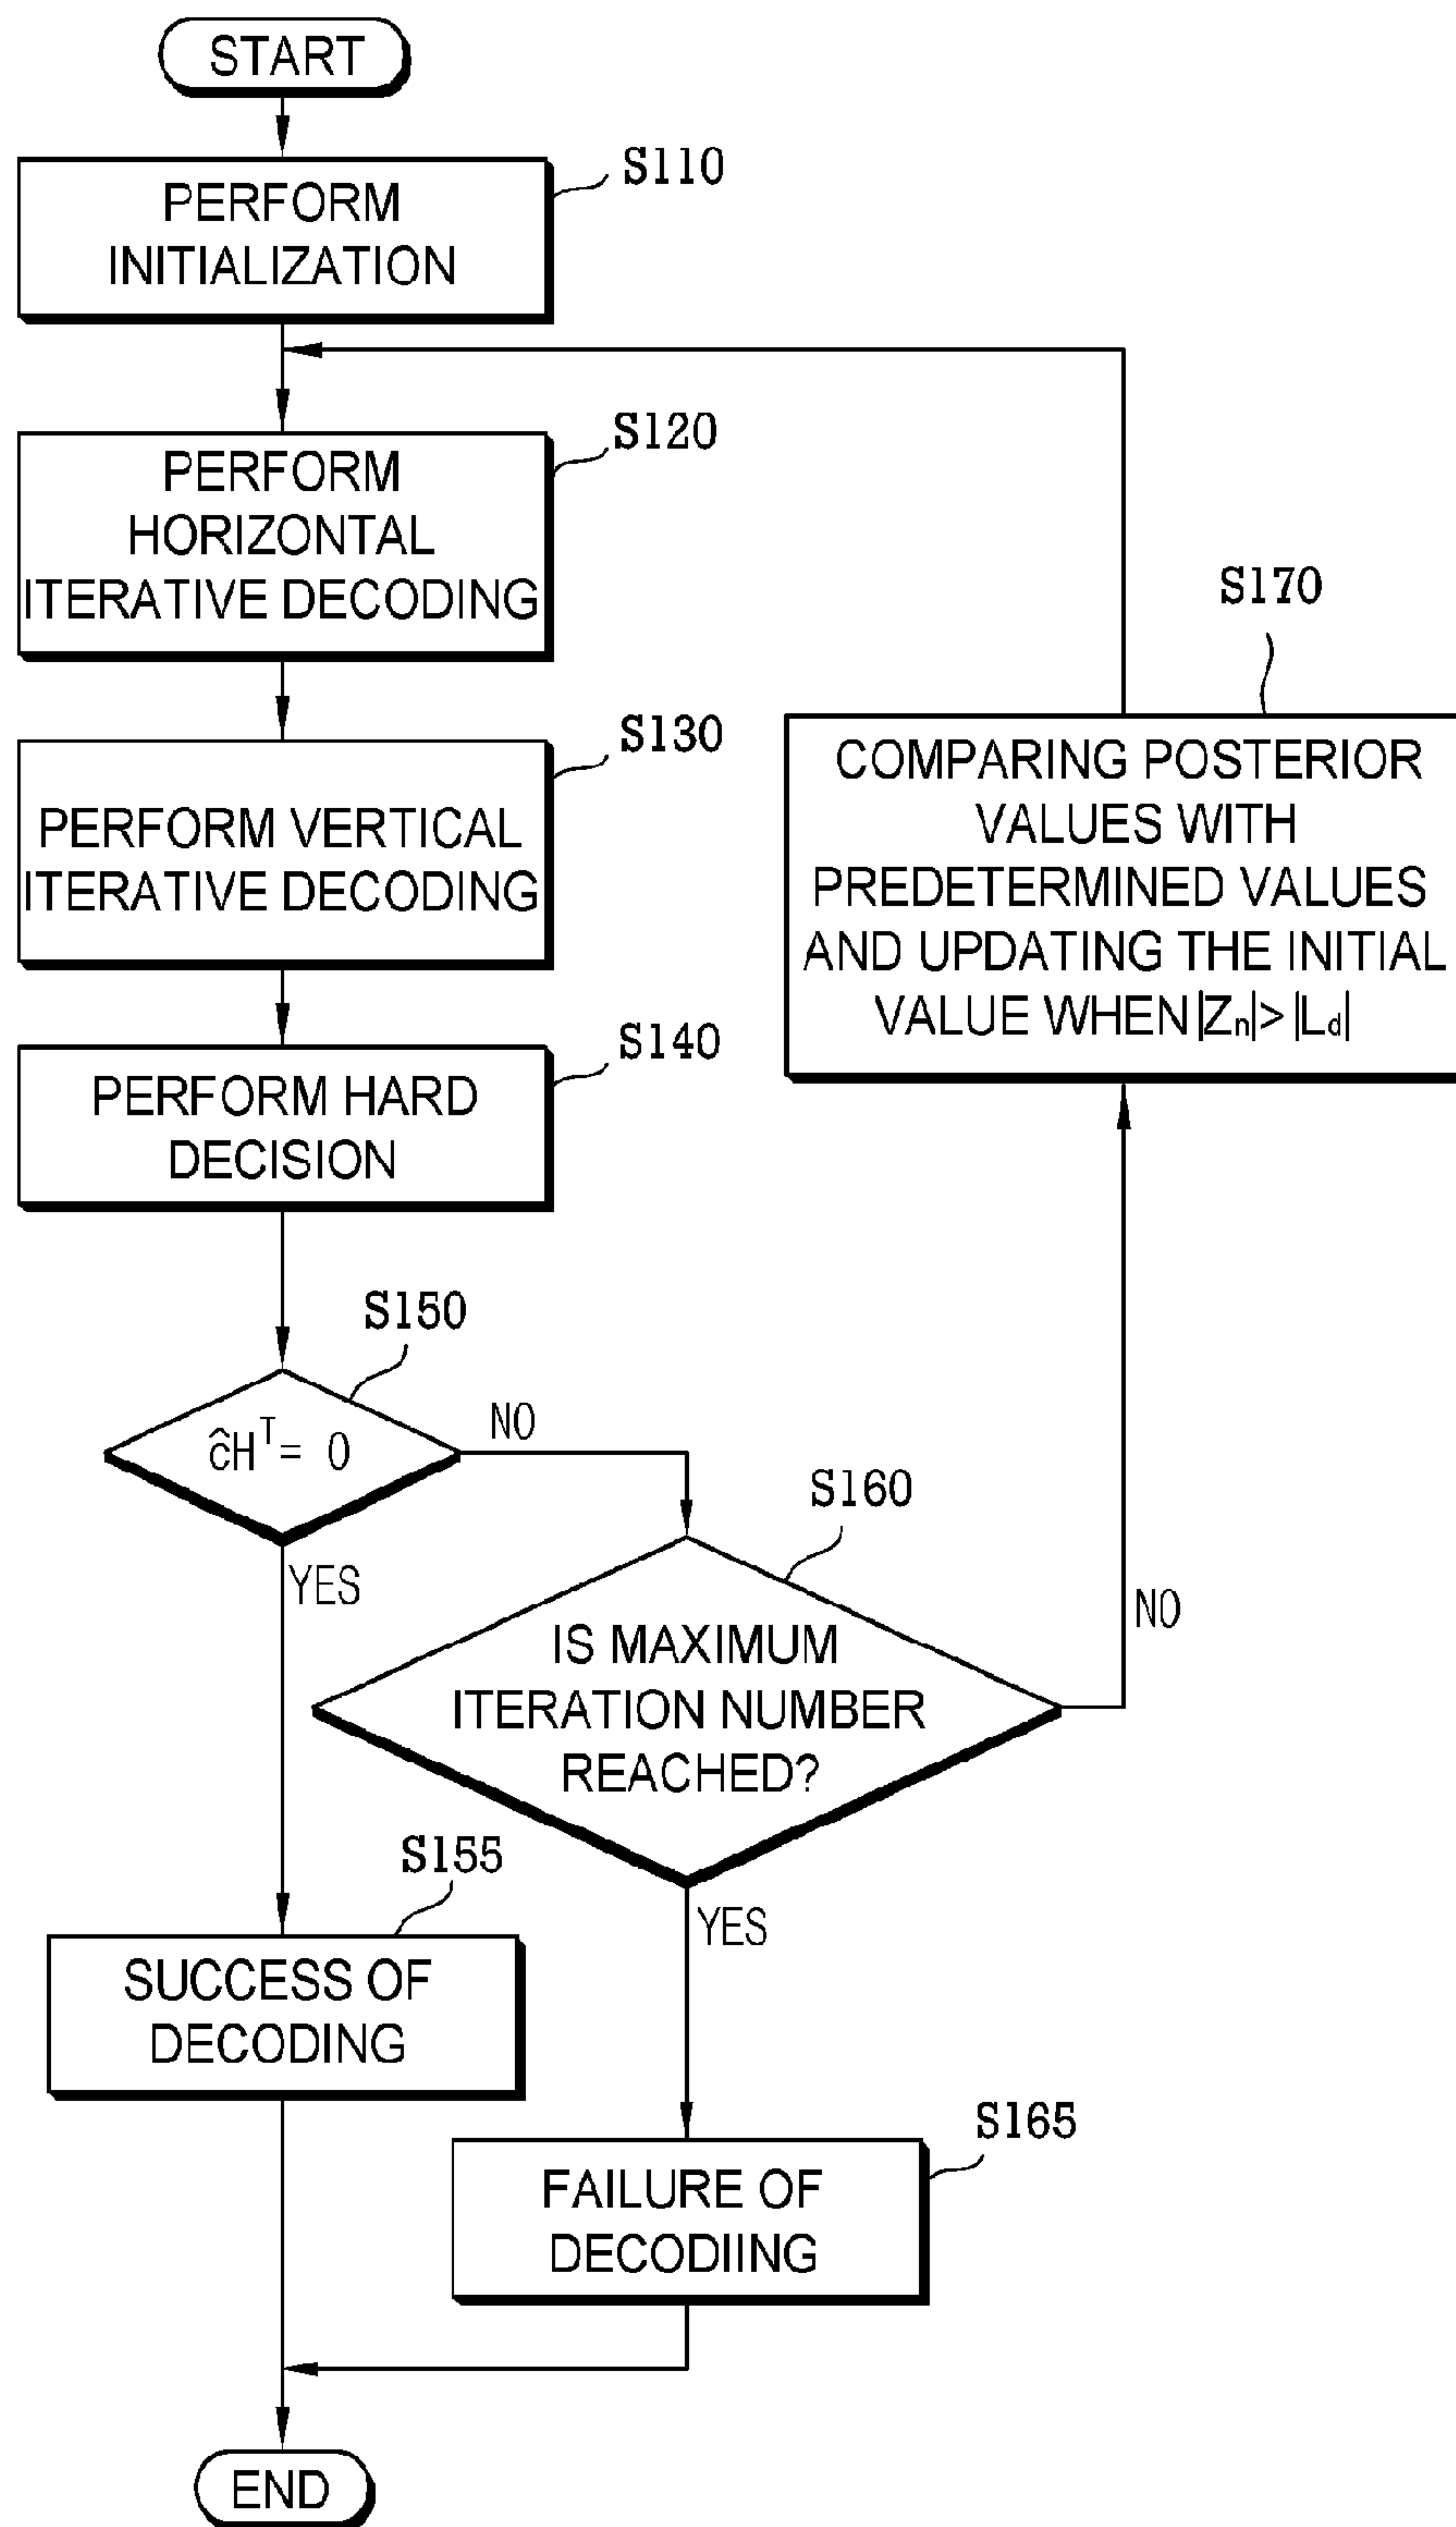 START
S110
PERFORM
INITIALIZATION
S120
PERFORM
HORIZONTAL
ITERATIVE DECODING
S130
PERFORM VERTICAL
ITERATIVE DECODING
S140
PERFORM HARD
DECISION
S150
ĉHᵀ= 0
NO
YES
S160
IS MAXIMUM
ITERATION NUMBER
REACHED?
NO
YES
S170
COMPARING POSTERIOR
VALUES WITH
PREDETERMINED VALUES
AND UPDATING THE INITIAL
VALUE WHEN |Zₙ|> |L_d|
S155
SUCCESS OF
DECODING
S165
FAILURE OF
DECODIING
END